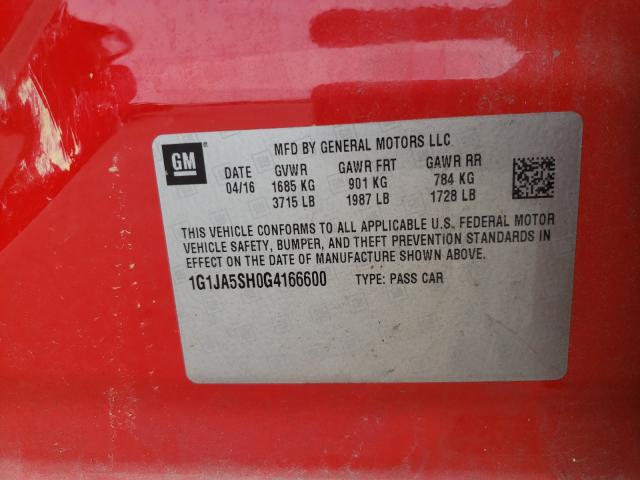 MFD BY GENERAL MOTORS LLC
GM
DATE GVWR GAWR FRT GAWR RR
04/16 1685 KG 901 KG 784 KG
3715 LB 1987 LB 1728 LB
THIS VEHICLE CONFORMS TO ALL APPLICABLE U.S. FEDERAL MOTOR
VEHICLE SAFETY, BUMPER, AND THEFT PREVENTION STANDARDS IN
EFFECT ON THE DATE OF MANUFACTURE SHOWN ABOVE.
1G1JA5SH0G4166600 TYPE: PASS CAR